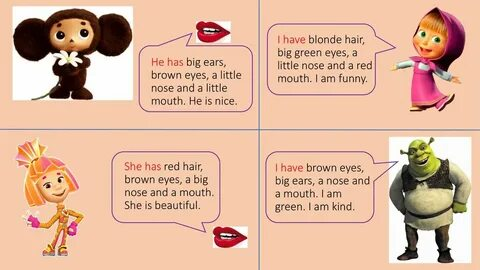 He has big ears,
brown eyes, a little
nose and a little
mouth. He is nice.
I have blonde hair,
big green eyes, a
little nose and a red
mouth. I am funny.
She has red hair,
brown eyes, a big
nose and a mouth.
She is beautiful.
I have brown eyes,
big ears, a nose and
a mouth. I am
green. I am kind.